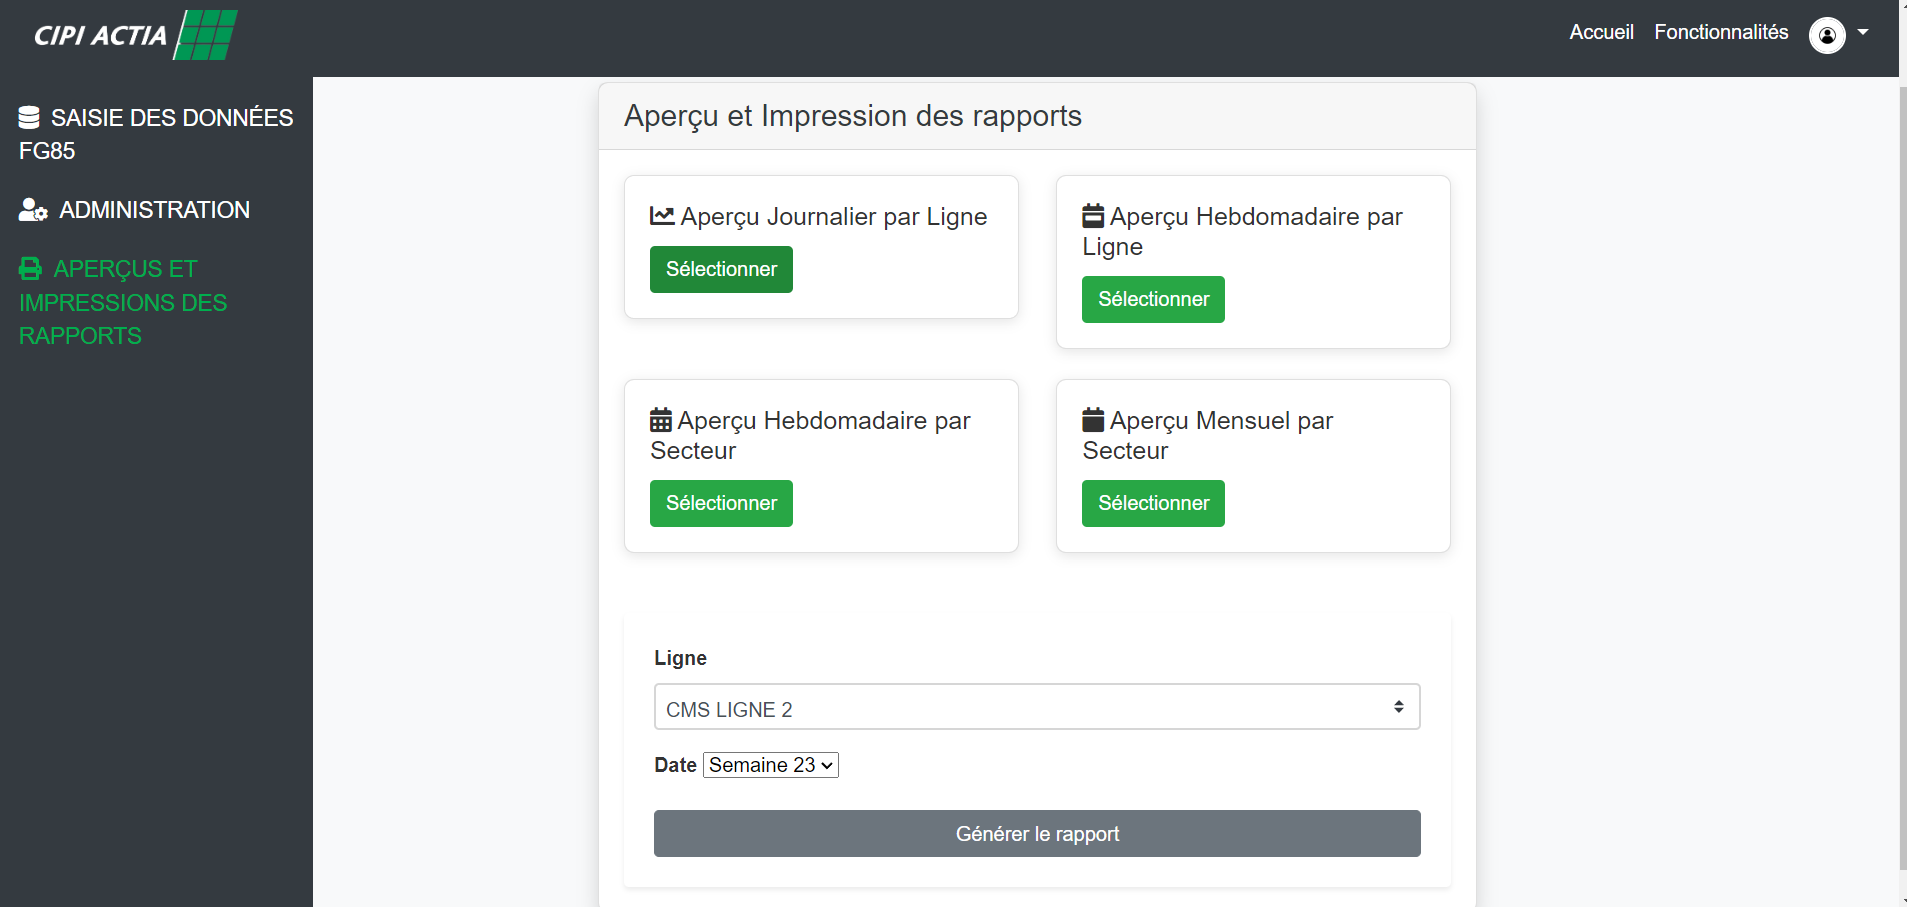 CIPI ACTIA
Accueil
Fonctionnalités
SAISIE DES DONNÉES
FG85
ADMINISTRATION
APERÇUS ET
IMPRESSIONS DES
RAPPORTS
Aperçu et Impression des rapports
Aperçu Journalier par Ligne
Sélectionner
Aperçu Hebdomadaire par
Ligne
Sélectionner
Aperçu Hebdomadaire par
Secteur
Sélectionner
Aperçu Mensuel par
Secteur
Sélectionner
Ligne
CMS LIGNE 2
Date Semaine 23
Générer le rapport